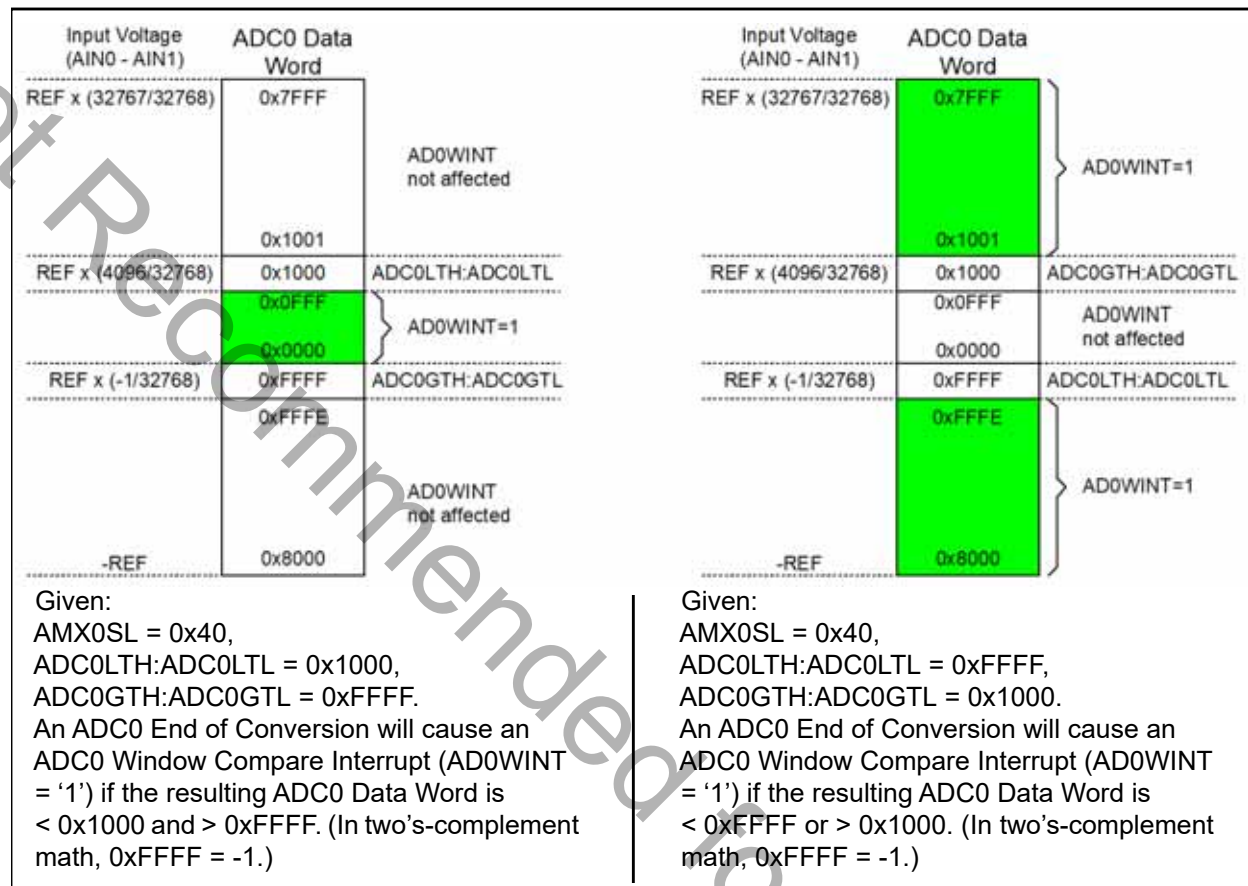 Input Voltage
(AIN0 - AIN1)
ADC0 Data
Word
REF x (32767/32768)
0x7FFF
AD0WINT
not affected
0x1001
REF x (4096/32768)
0x1000
ADC0LTH:ADC0LTL
0x0FFF
AD0WINT=1
0x0000
REF x (-1/32768)
0xFFFF
ADC0GTH:ADC0GTL
0xFFFE
AD0WINT
not affected
-REF
0x8000
Given:
AMX0SL = 0x40,
ADC0LTH:ADC0LTL = 0x1000,
ADC0GTH:ADC0GTL = 0xFFFF.
An ADC0 End of Conversion will cause an
ADC0 Window Compare Interrupt (AD0WINT
= ‘1’) if the resulting ADC0 Data Word is
< 0x1000 and > 0xFFFF. (In two’s-complement
math, 0xFFFF = -1.)
Input Voltage
(AIN0 - AIN1)
ADC0 Data
Word
REF x (32767/32768)
0x7FFF
AD0WINT=1
0x1001
REF x (4096/32768)
0x1000
ADC0GTH:ADC0GTL
0x0FFF
AD0WINT
not affected
0x0000
REF x (-1/32768)
0xFFFF
ADC0LTH:ADC0LTL
0xFFFE
AD0WINT=1
-REF
0x8000
Given:
AMX0SL = 0x40,
ADC0LTH:ADC0LTL = 0xFFFF,
ADC0GTH:ADC0GTL = 0x1000.
An ADC0 End of Conversion will cause an
ADC0 Window Compare Interrupt (AD0WINT
= ‘1’) if the resulting ADC0 Data Word is
< 0xFFFF or > 0x1000. (In two’s-complement
math, 0xFFFF = -1.)
Recommended